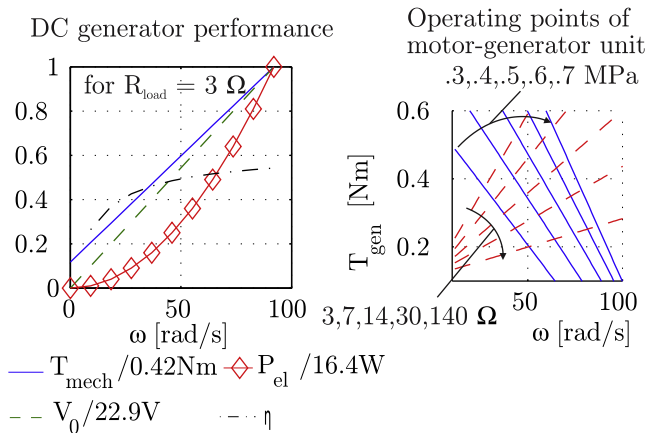 DC generator performance
for R_load = 3 Ω
1
0.8
0.6
0.4
0.2
0
0
50
100
ω [rad/s]
T_mech /0.42Nm
P_el /16.4W
V_0/22.9V
η
Operating points of
motor-generator unit
.3,.4,.5,.6,.7 MPa
0.6
0.4
0.2
T_gen [Nm]
50
100
3,7,14,30,140 Ω
ω [rad/s]